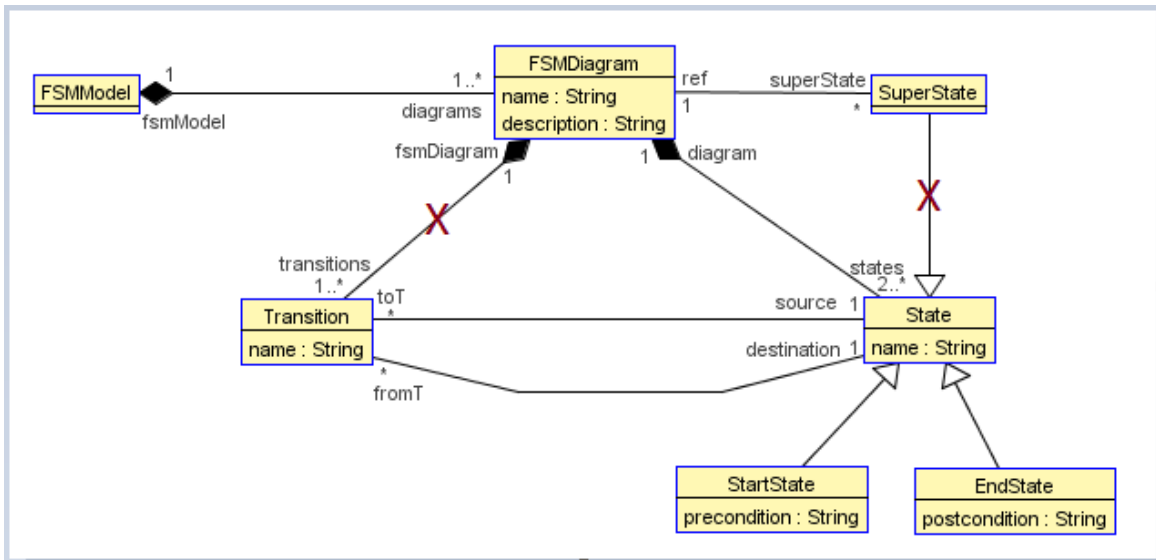 FSMDiagram
name : String
description : String
FSMModel
1
fsmModel
1..*
diagrams
ref
1
superState
*
SuperState
fsmDiagram
1
1
diagram
X
X
transitions
1..*
states
2..*
toT
*
source
1
Transition
name : String
State
name : String
destination
1
*
fromT
StartState
precondition : String
EndState
postcondition : String